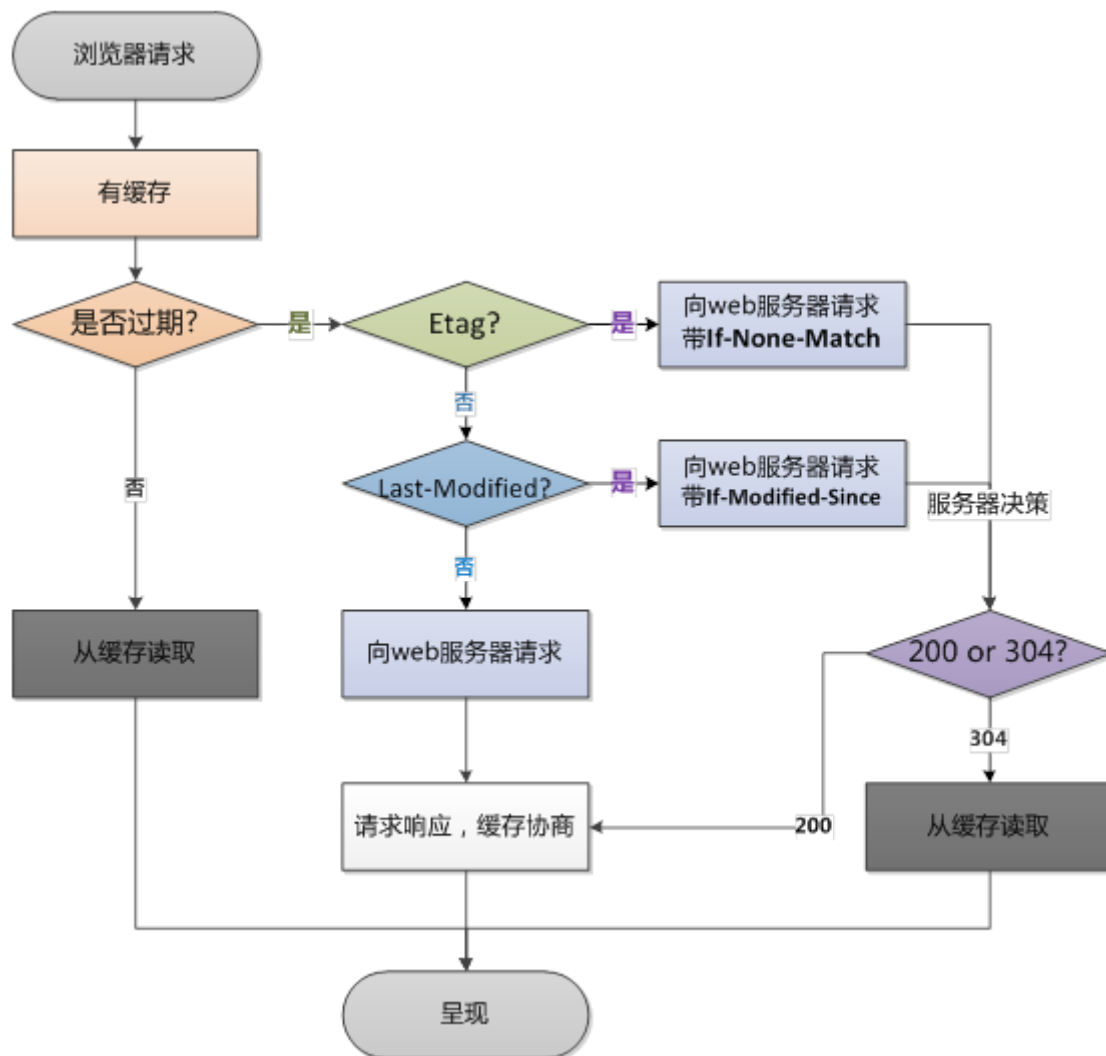 浏览器请求
有缓存
是否过期?
是
Etag?
是
向web服务器请求
带If-None-Match
否
否
Last-Modified?
是
向web服务器请求
带If-Modified-Since
服务器决策
否
从缓存读取
向web服务器请求
200 or 304?
304
请求响应，缓存协商
200
从缓存读取
呈现